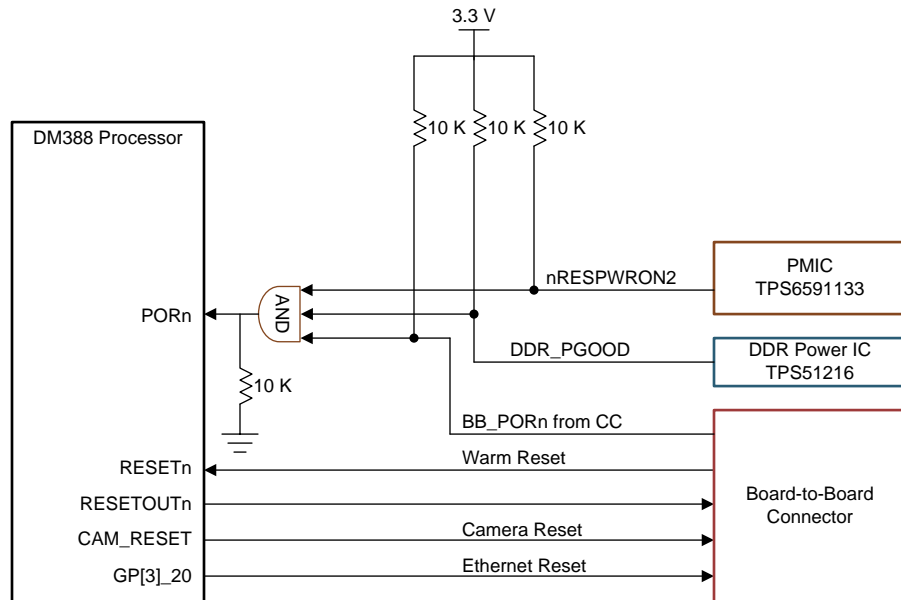 3.3 V
10 K
10 K
10 K
DM388 Processor
nRESPWRON2
PMIC
TPS6591133
PORn
AND
DDR_PGOOD
DDR Power IC
TPS51216
10 K
BB_PORn from CC
Warm Reset
RESETn
RESETOUTn
Board-to-Board
Connector
CAM_RESET
Camera Reset
GP[3]_20
Ethernet Reset